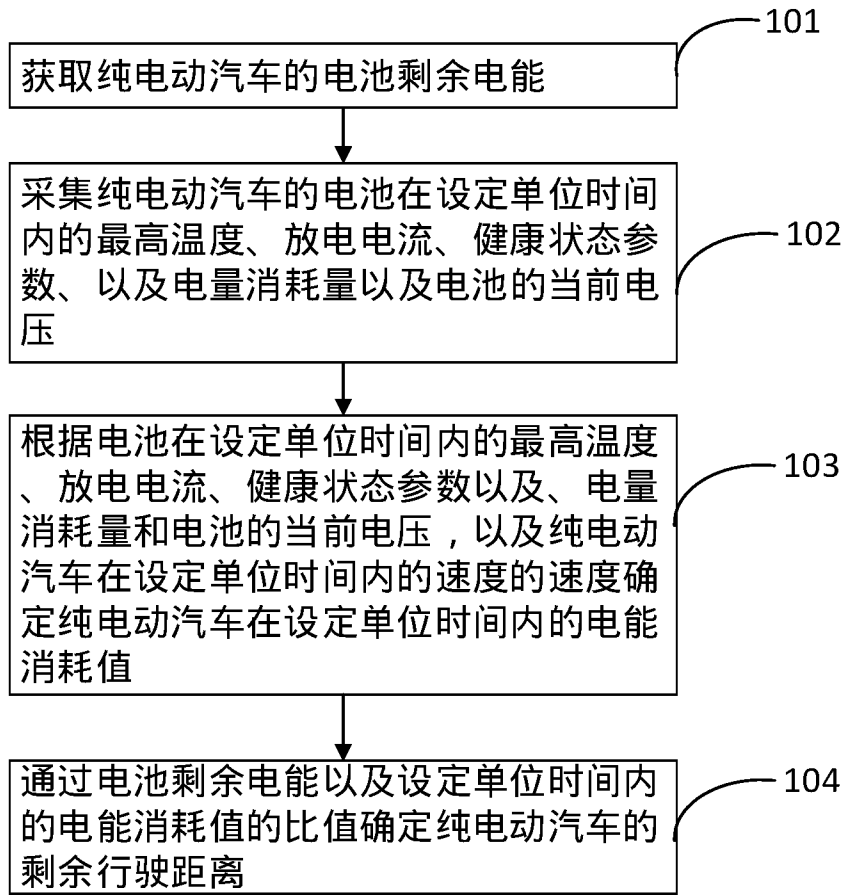 101
获取纯电动汽车的电池剩余电能
采集纯电动汽车的电池在设定单位时间
内的最高温度、放电电流、健康状态参
数、以及电量消耗量以及电池的当前电
压
102
根据电池在设定单位时间内的最高温度
、放电电流、健康状态参数以及、电量
消耗量和电池的当前电压，以及纯电动
汽车在设定单位时间内的速度的速度确
定纯电动汽车在设定单位时间内的电能
消耗值
103
通过电池剩余电能以及设定单位时间内
的电能消耗值的比值确定纯电动汽车的
剩余行驶距离
104